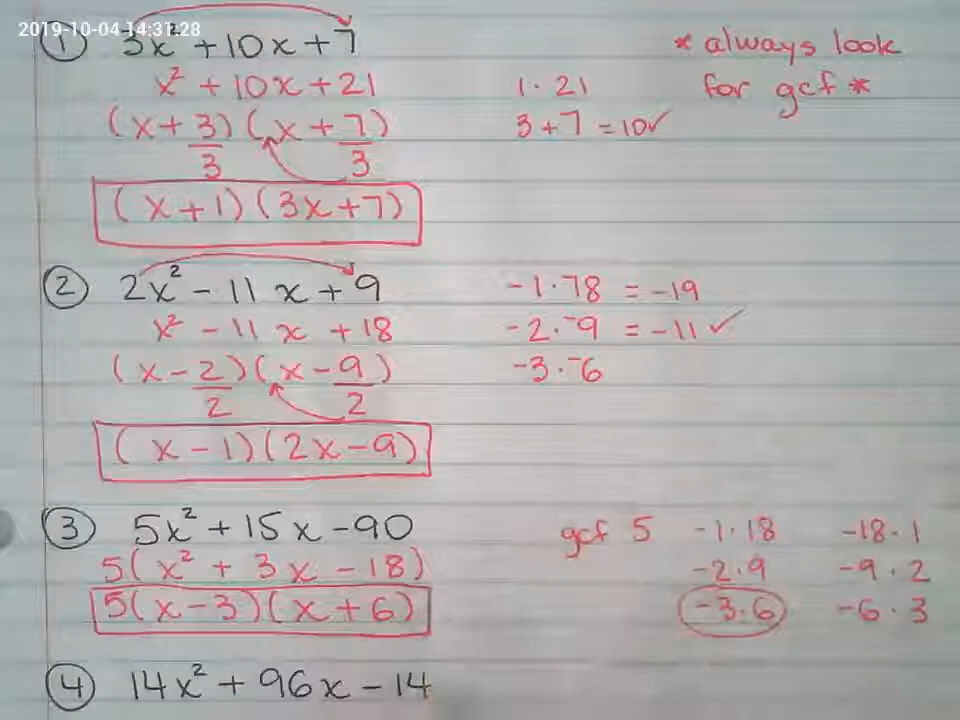 2019-10-04 14:31:28
① 3x² + 10x + 7
* always look
for gcf *
x² + 10x + 21
1 · 21
(x + 3/3)(x + 7/3)
3 + 7 = 10✓
(x + 1)(3x + 7)
② 2x² - 11x + 9
-1 · -18 = -19
x² - 11x + 18
-2 · -9 = -11 ✓
(x - 2/2)(x - 9/2)
-3 · -6
(x - 1)(2x - 9)
③ 5x² + 15x - 90
gcf 5 -1 · 18 -18 · 1
5(x² + 3x - 18)
-2 · 9 -9 · 2
5(x - 3)(x + 6)
-3 · 6 -6 · 3
④ 14x² + 96x - 14